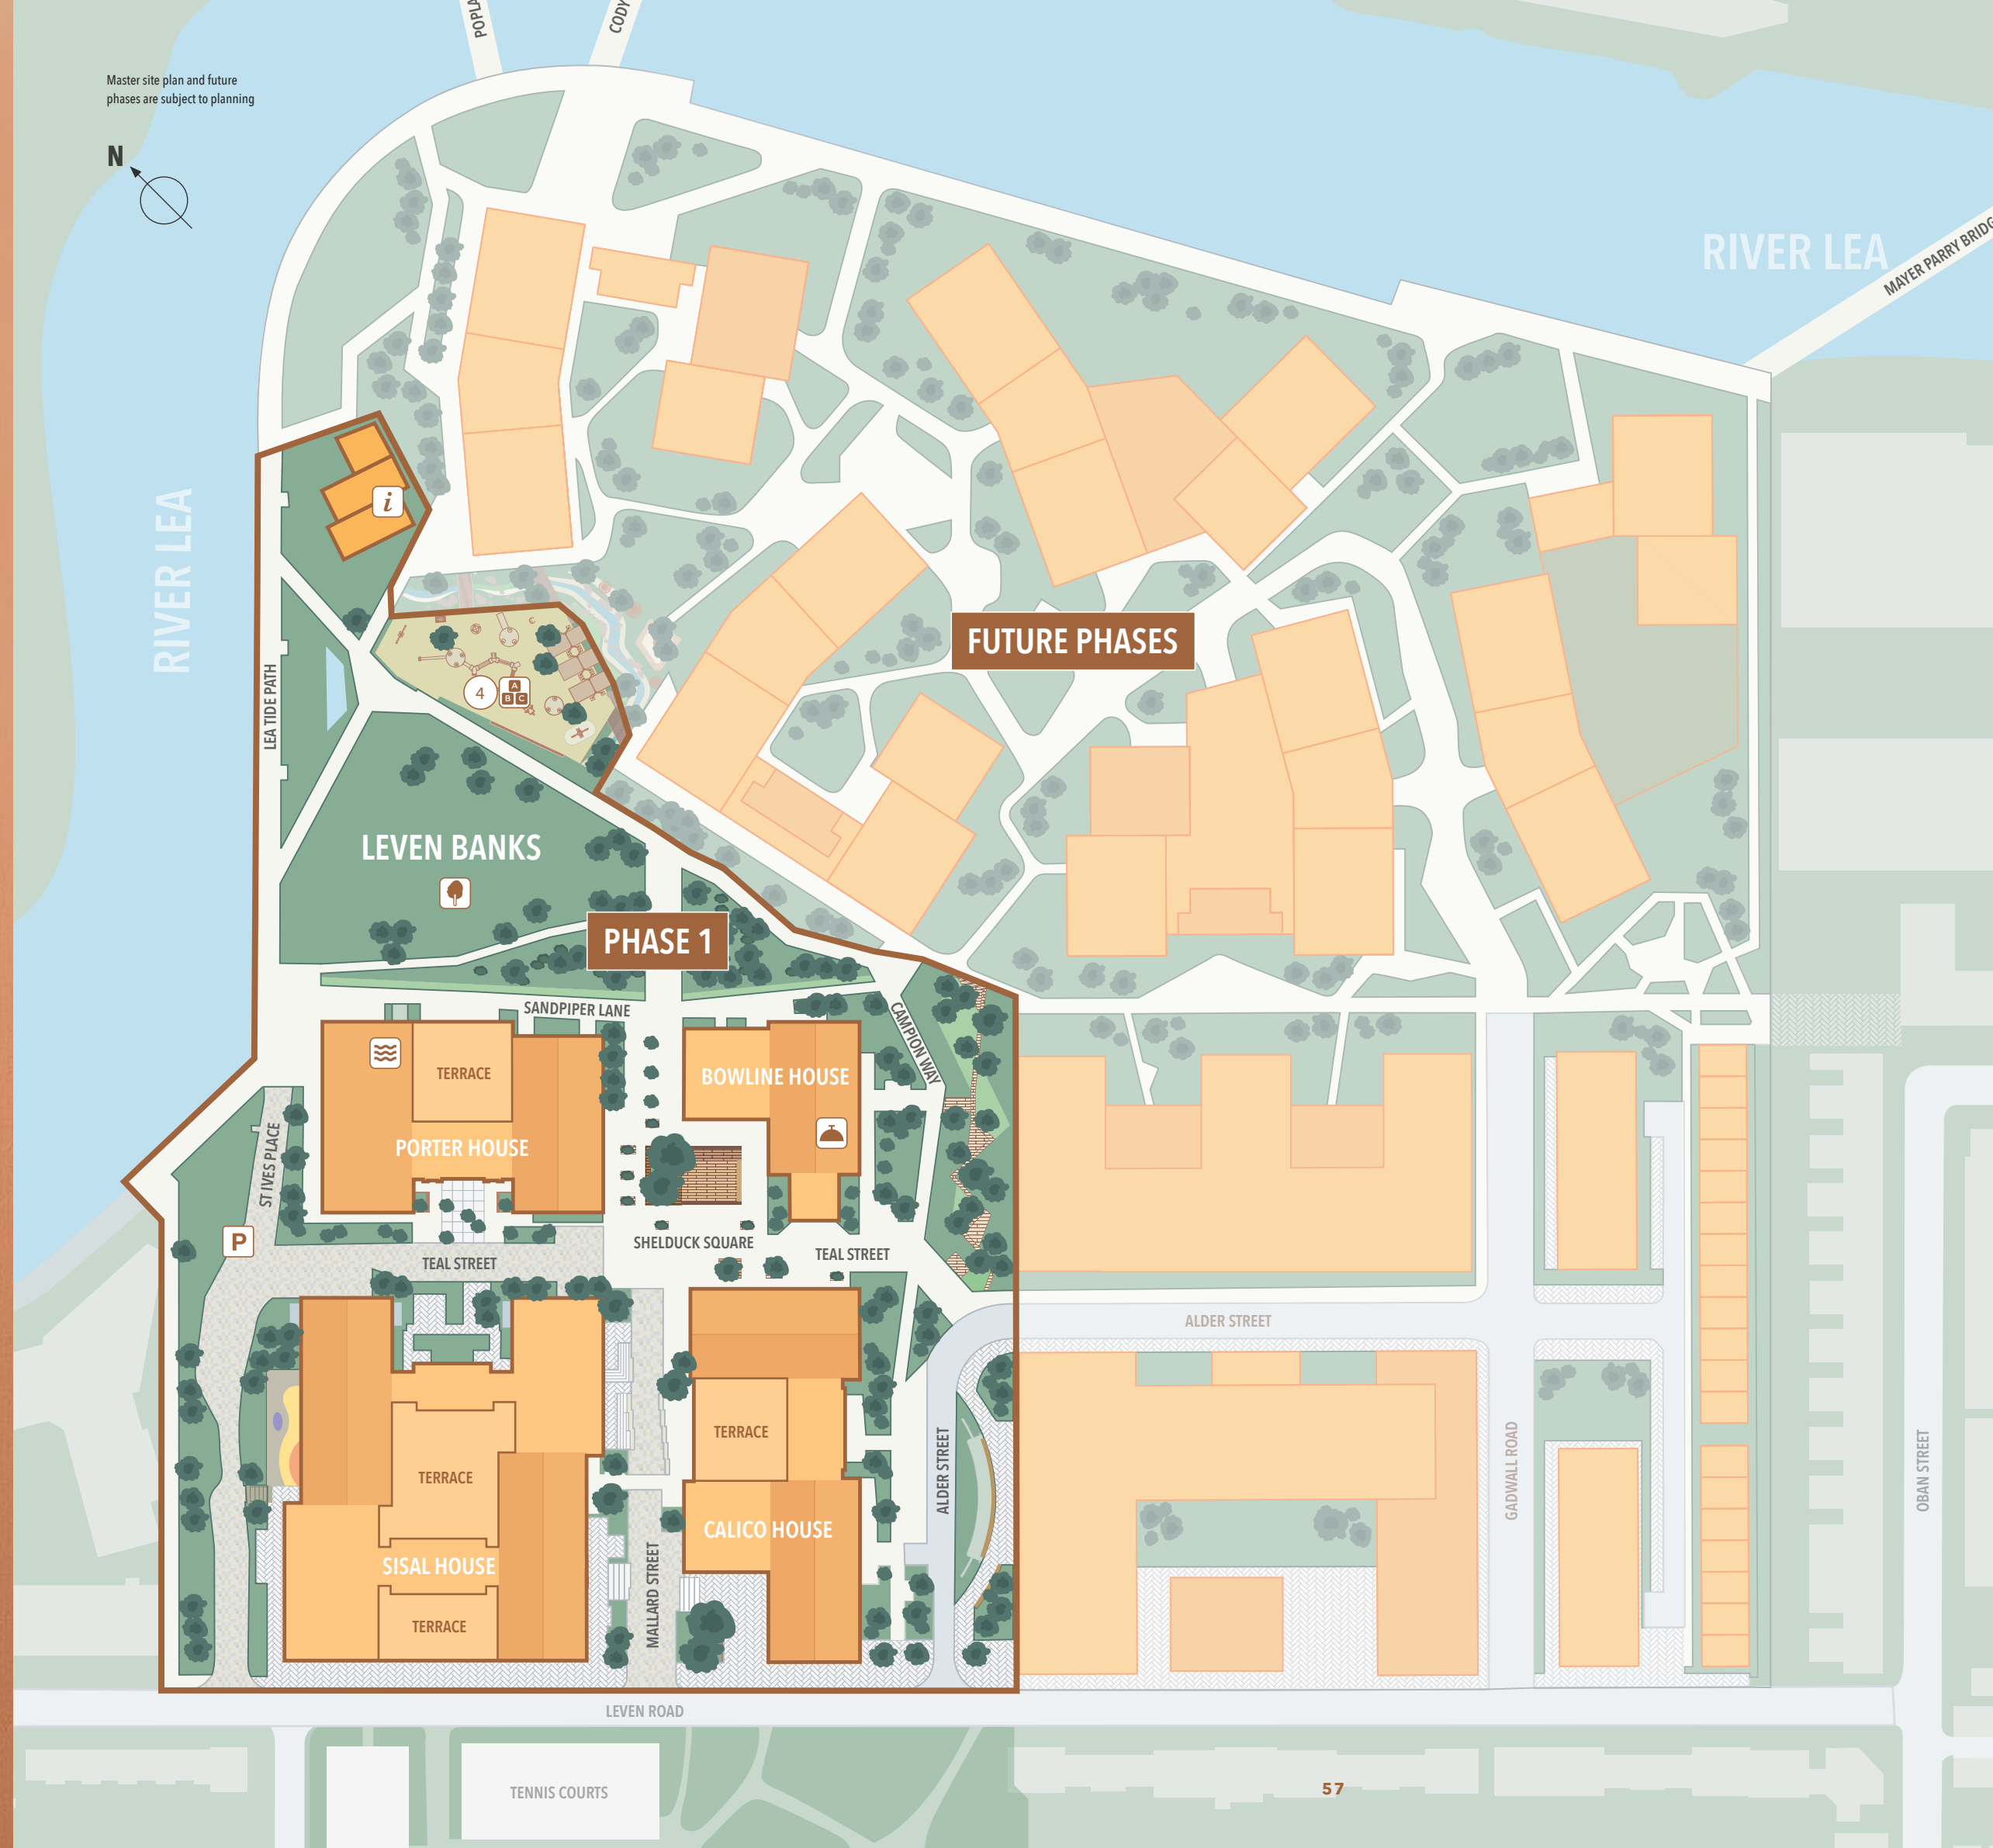 POPLA
CODY
Master site plan and future
phases are subject to planning
N
RIVER LEA
MAYER PARRY BRIDG
RIVER LEA
i
FUTURE PHASES
LEA TIDE PATH
4
A
B C
LEVEN BANKS
PHASE 1
SANDPIPER LANE
CAMPION WAY
TERRACE
BOWLINE HOUSE
PORTER HOUSE
ST IVES PLACE
P
SHELDUCK SQUARE
TEAL STREET
TEAL STREET
ALDER STREET
TERRACE
TERRACE
ALDER STREET
GADWALL ROAD
OBAN STREET
CALICO HOUSE
SISAL HOUSE
MALLARD STREET
TERRACE
LEVEN ROAD
TENNIS COURTS
57